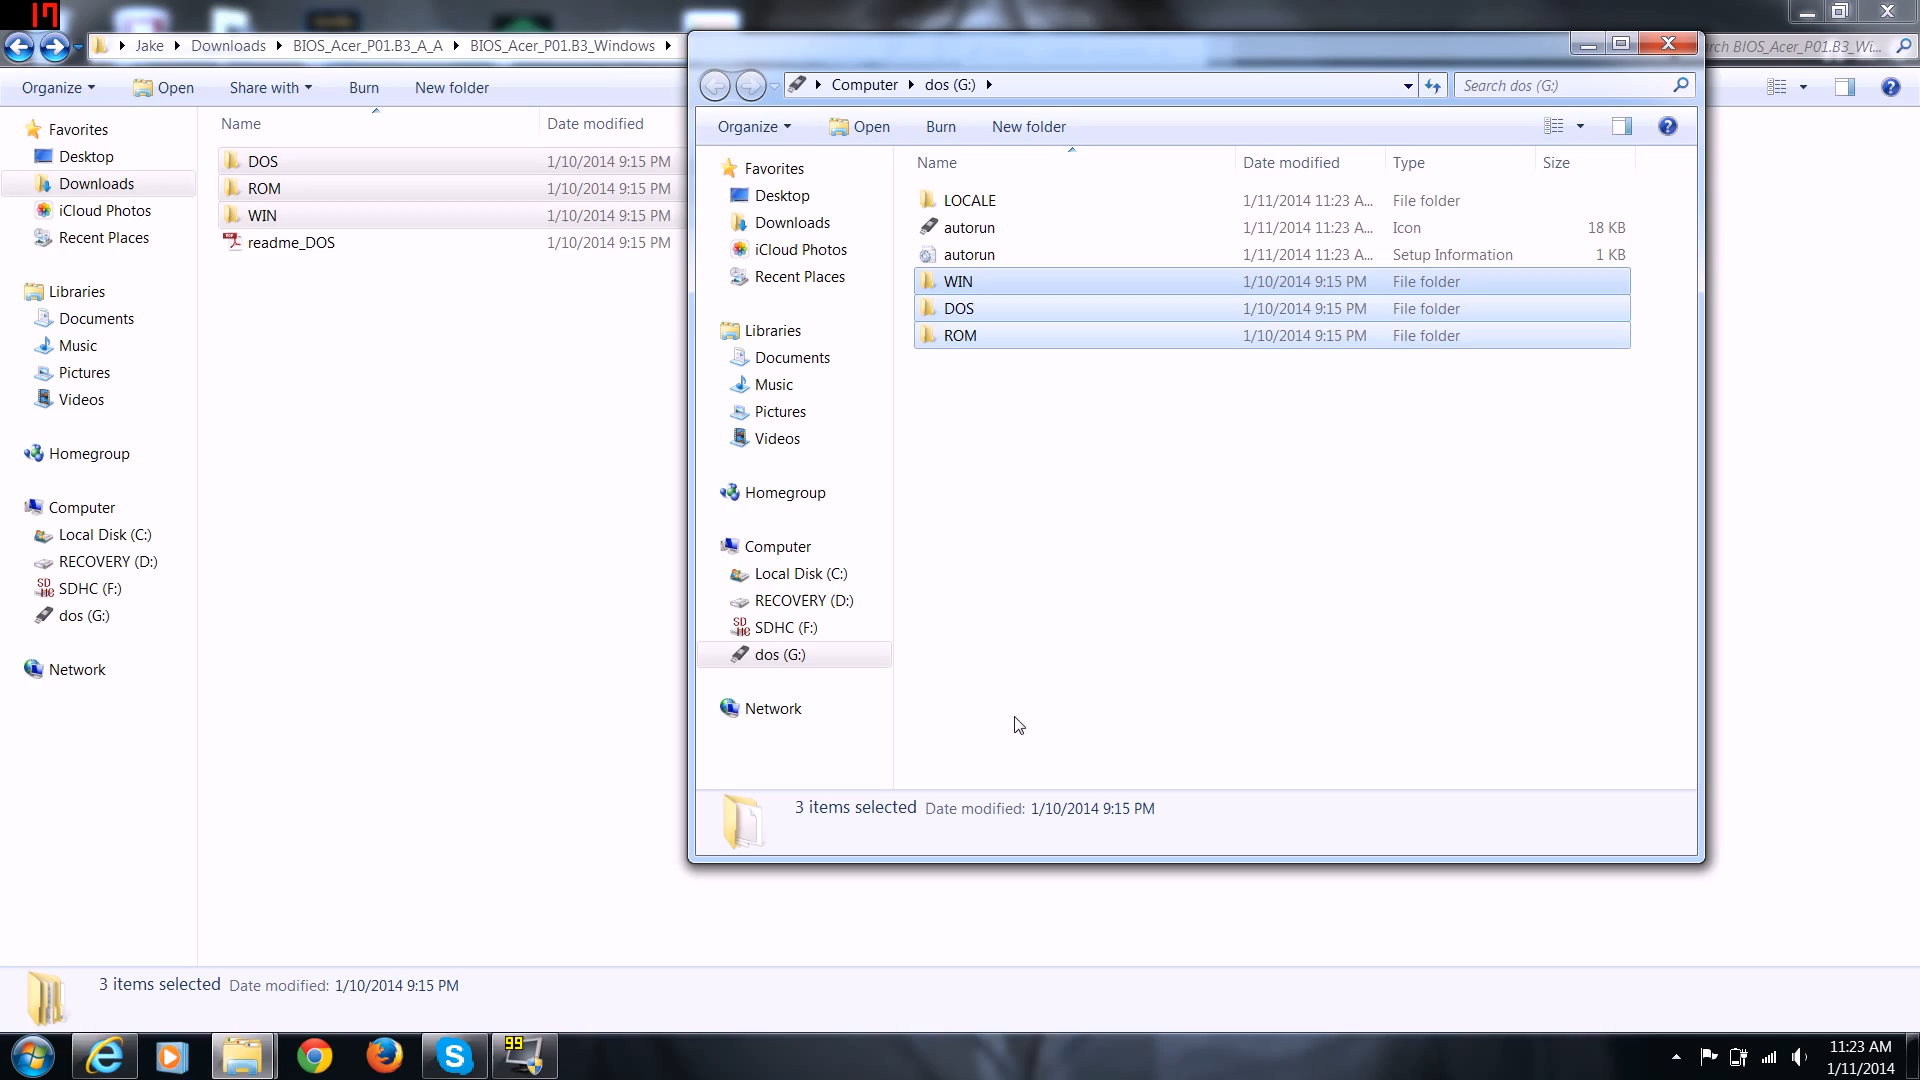 17
Jake Downloads BIOS_Acer_P01.B3_A_A BIOS_Acer_P01.B3_Windows
rch BIOS_Acer_P01.B3_Wi...
Organize Open Share with Burn New folder
Name Date modified
Favorites
Desktop
Downloads
iCloud Photos
Recent Places
Libraries
Documents
Music
Pictures
Videos
Homegroup
Computer
Local Disk (C:)
RECOVERY (D:)
SDHC (F:)
dos (G:)
Network
DOS 1/10/2014 9:15 PM
ROM 1/10/2014 9:15 PM
WIN 1/10/2014 9:15 PM
readme_DOS 1/10/2014 9:15 PM
3 items selected Date modified: 1/10/2014 9:15 PM
Computer dos (G:)
Search dos (G:)
Organize Open Burn New folder
Favorites
Desktop
Downloads
iCloud Photos
Recent Places
Libraries
Documents
Music
Pictures
Videos
Homegroup
Computer
Local Disk (C:)
RECOVERY (D:)
SDHC (F:)
dos (G:)
Network
Name Date modified Type Size
LOCALE 1/11/2014 11:23 A... File folder
autorun 1/11/2014 11:23 A... Icon 18 KB
autorun 1/11/2014 11:23 A... Setup Information 1 KB
WIN 1/10/2014 9:15 PM File folder
DOS 1/10/2014 9:15 PM File folder
ROM 1/10/2014 9:15 PM File folder
3 items selected Date modified: 1/10/2014 9:15 PM
99
11:23 AM
1/11/2014